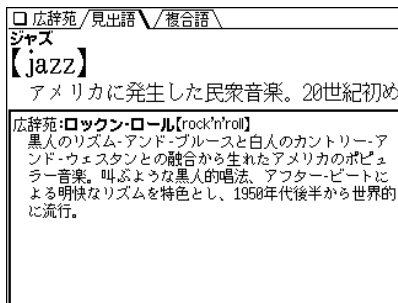 広辞苑 見出語 複合語
ジャズ
【jazz】
アメリカに発生した民衆音楽。20世紀初め
広辞苑:ロックン-ロール【rock'n'roll】
黒人のリズム-アンド-ブルースと白人のカントリー-ア
ンド-ウェスタンとの融合から生れたアメリカのポピュ
ラー音楽。叫ぶような黒人的唱法、アフター-ビートに
よる明快なリズムを特色とし、1950年代後半から世界的
に流行。